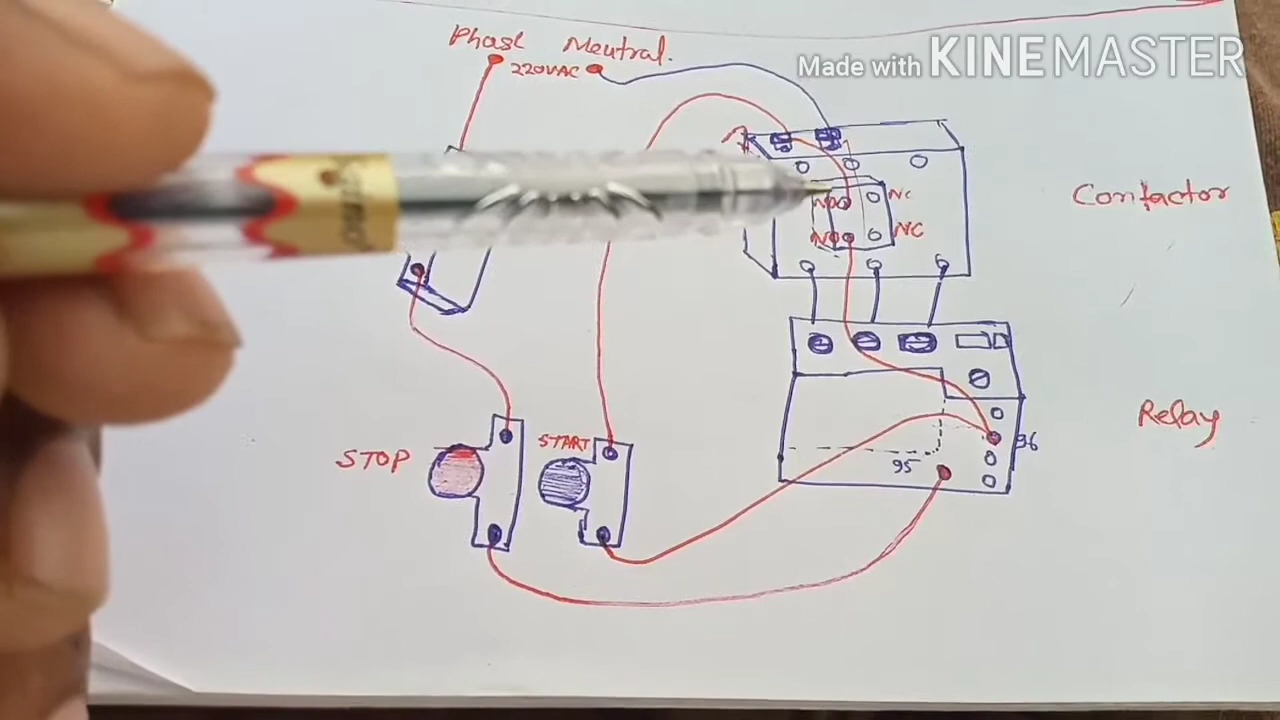 Phase Neutral.
220VAC
Made with KINEMASTER
NO NC
NO NC
Contactor
STOP
START
95
96
Relay